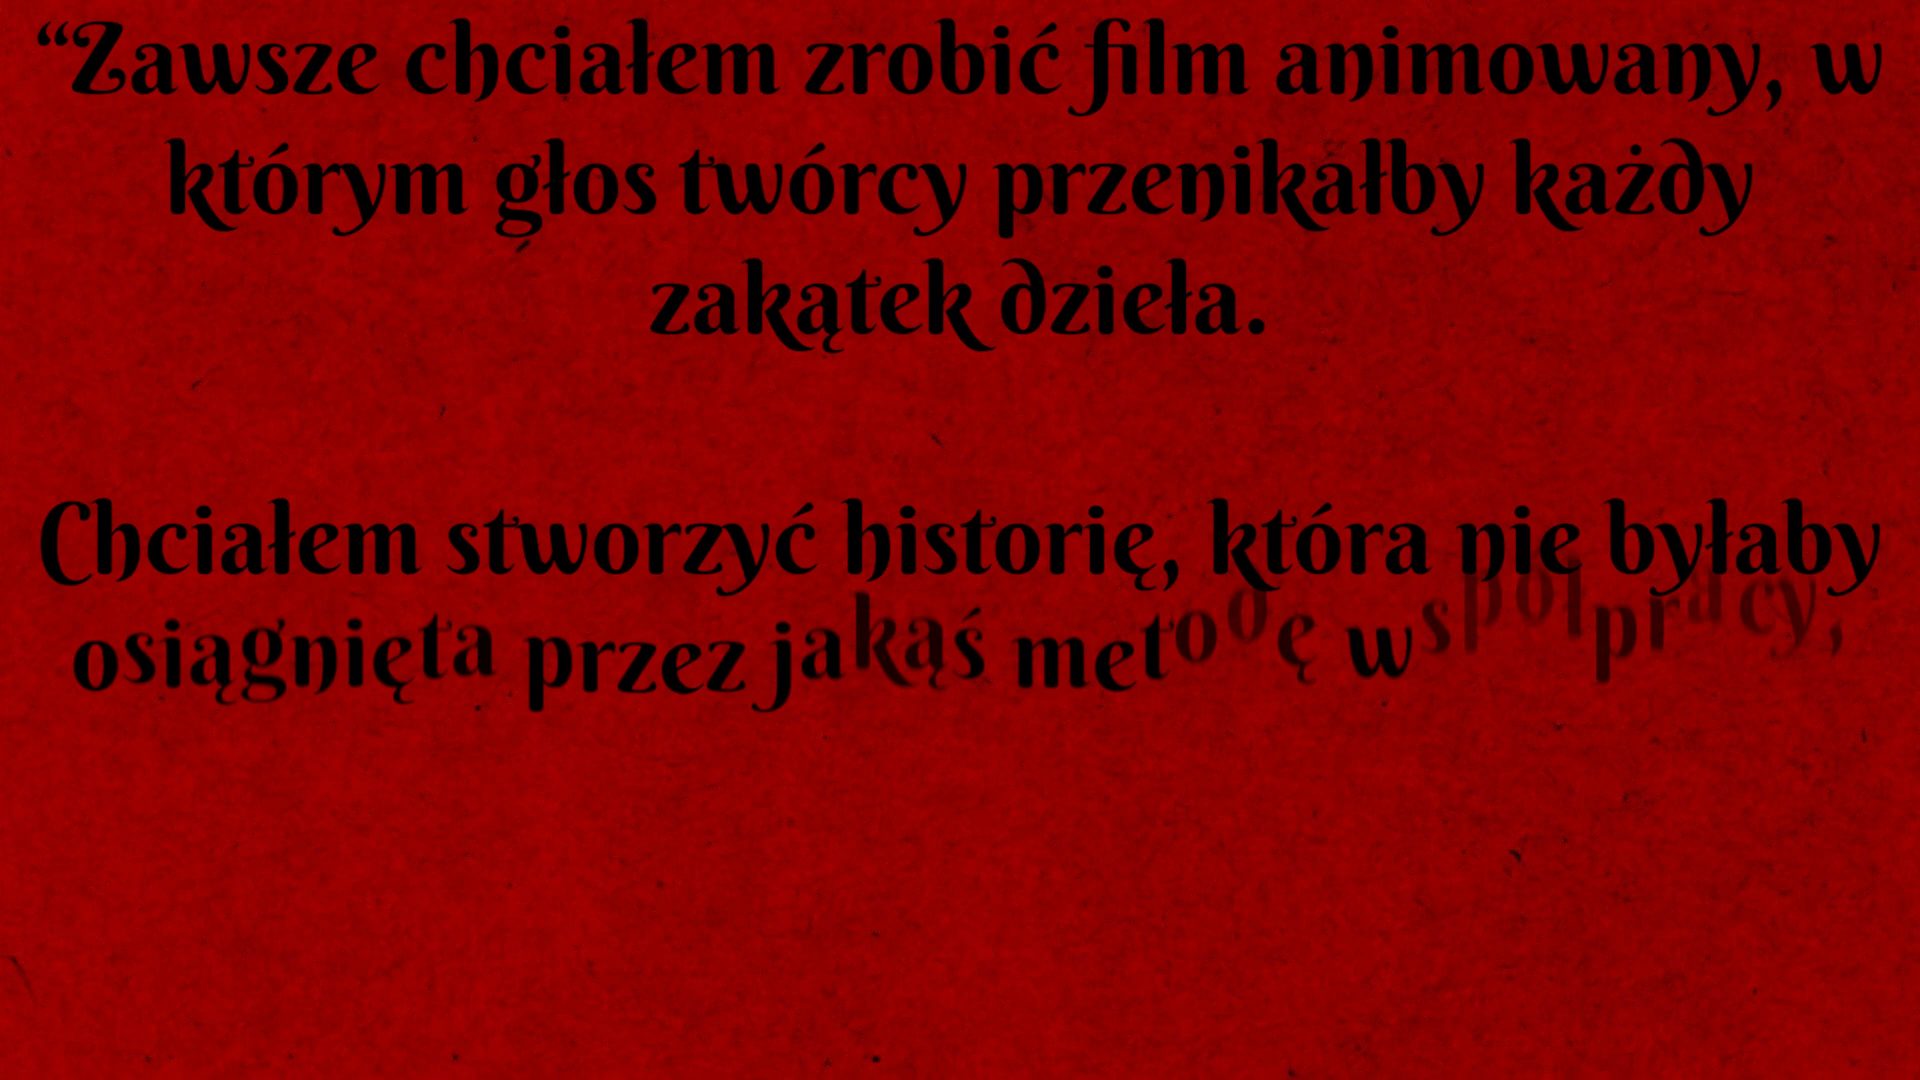 “Zawsze chciałem zrobić film animowany, w
którym głos twórcy przenikałby każdy
zakątek dzieła.
Chciałem stworzyć historię, która nie byłaby
osiągnięta przez jakąś metodę współpracy,